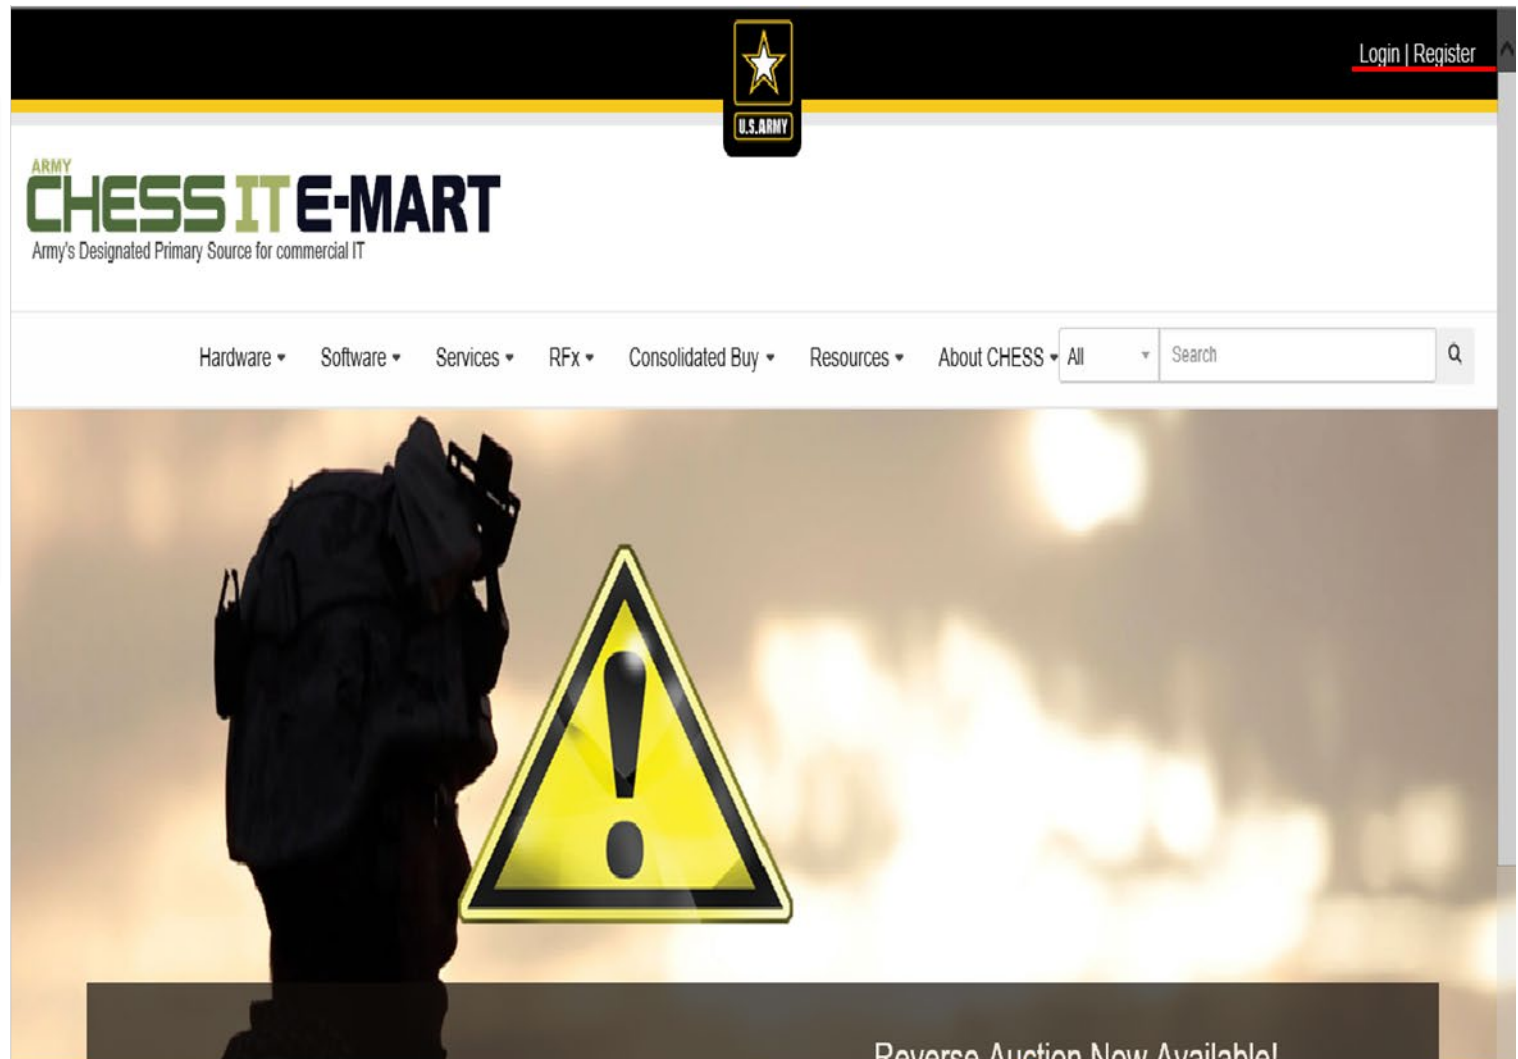 Login | Register
U.S.ARMY
ARMY
CHESS IT E-MART
Army's Designated Primary Source for commercial IT
Hardware Software Services RFx Consolidated Buy Resources About CHESS All Search
Reverse Auction Now Available!